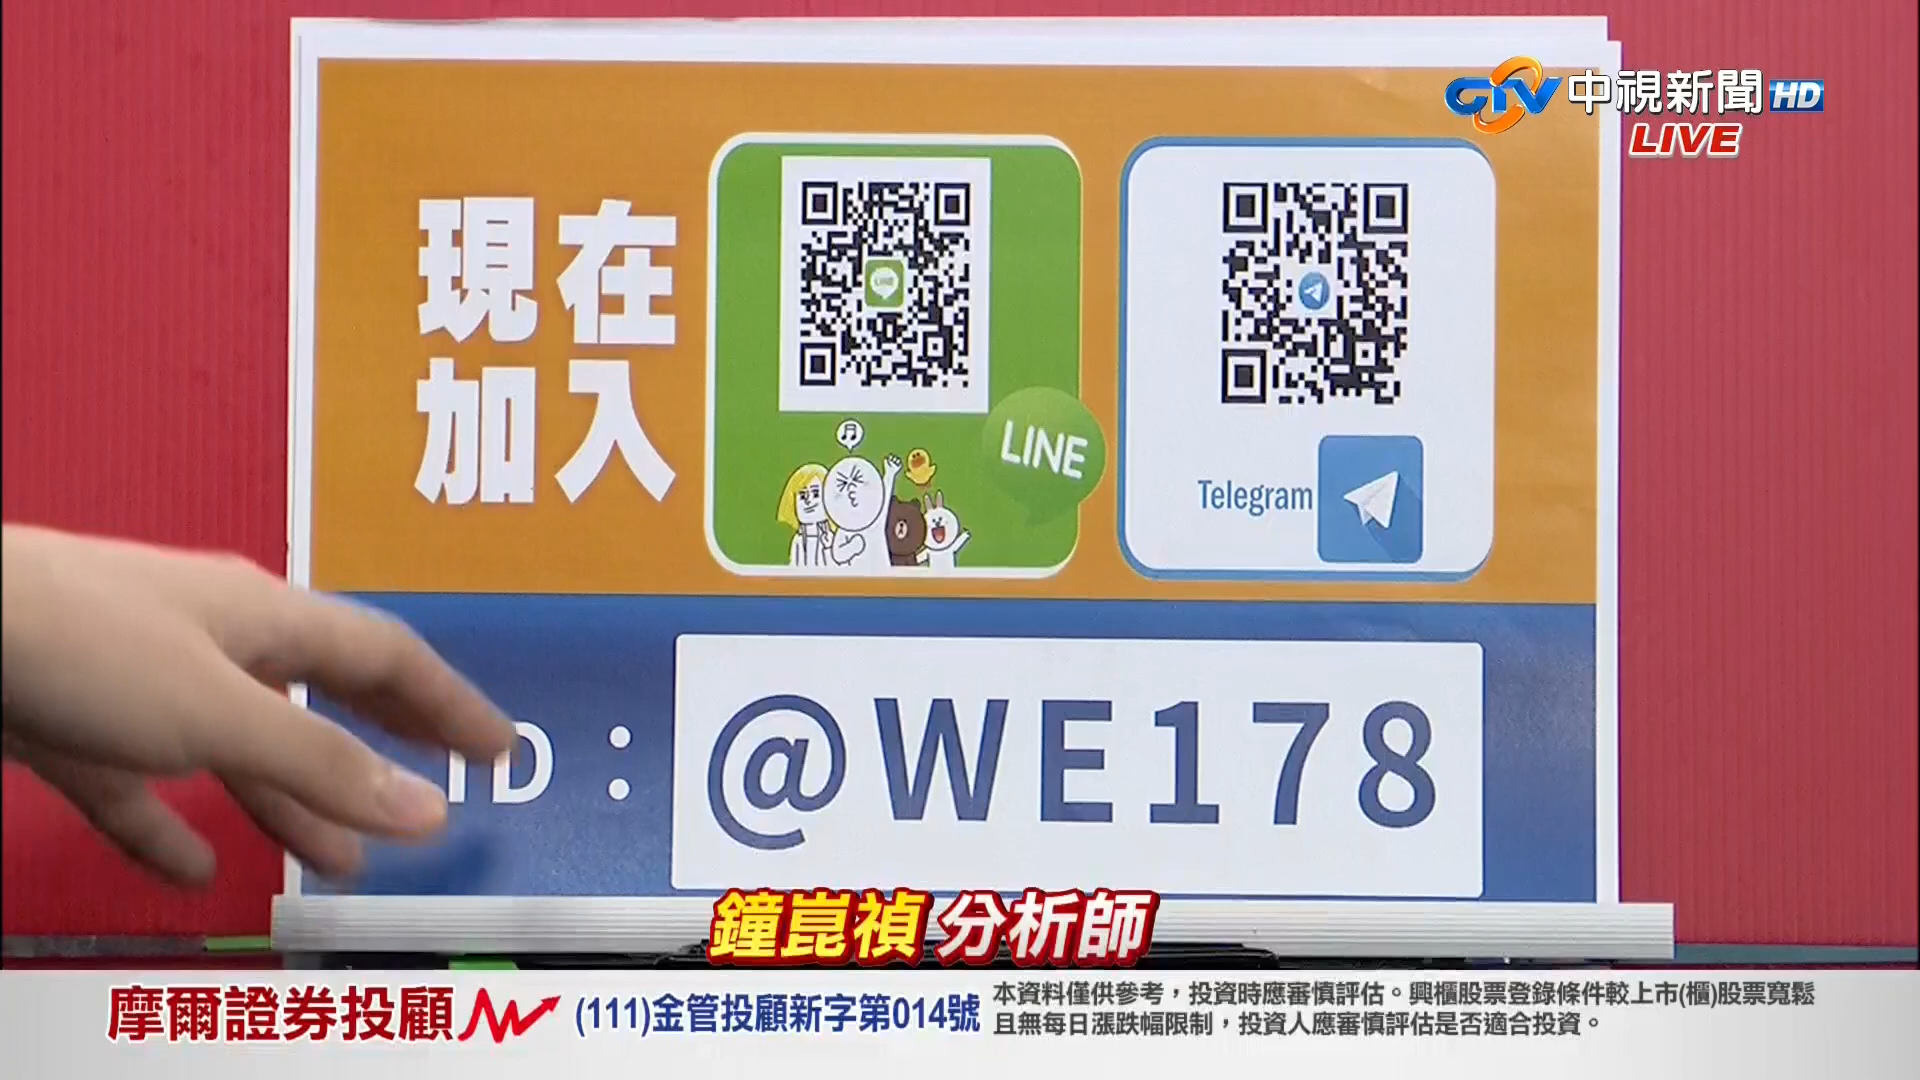 CTV 中視新聞 HD
LIVE
現在
加入
LINE
LINE
Telegram
ID：
@WE178
鐘崑禎 分析師
摩爾證券投顧
(111)金管投顧新字第014號
本資料僅供參考，投資時應審慎評估。興櫃股票登錄條件較上市(櫃)股票寬鬆
且無每日漲跌幅限制，投資人應審慎評估是否適合投資。